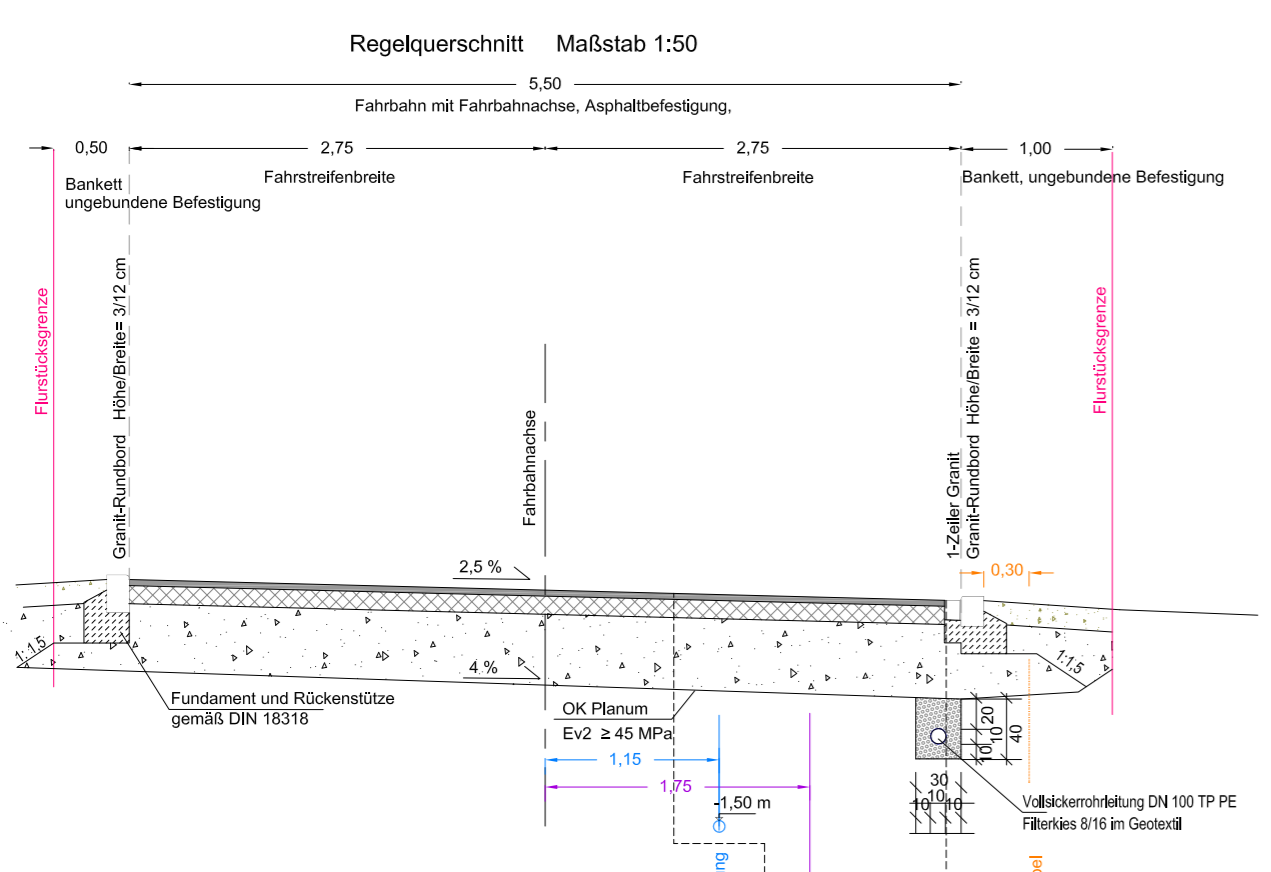 Regelquerschnitt Maßstab 1:50
5,50
Fahrbahn mit Fahrbahnachse, Asphaltbefestigung,
0,50
2,75
2,75
1,00
Bankett
ungebundene Befestigung
Fahrstreifenbreite
Fahrstreifenbreite
Bankett, ungebundene Befestigung
Flurstücksgrenze
Granit-Rundbord Höhe/Breite= 3/12 cm
Fahrbahnachse
1-Zeiler Granit
Granit-Rundbord Höhe/Breite = 3/12 cm
Flurstücksgrenze
2,5 %
0,30
1:1,5
4 %
1:1,5
Fundament und Rückenstütze
gemäß DIN 18318
OK Planum
Ev2 ≥ 45 MPa
20
10
10
40
1,15
1,75
-1,50 m
30
10
10
10
Vollsickerrohrleitung DN 100 TP PE
Filterkies 8/16 im Geotextil